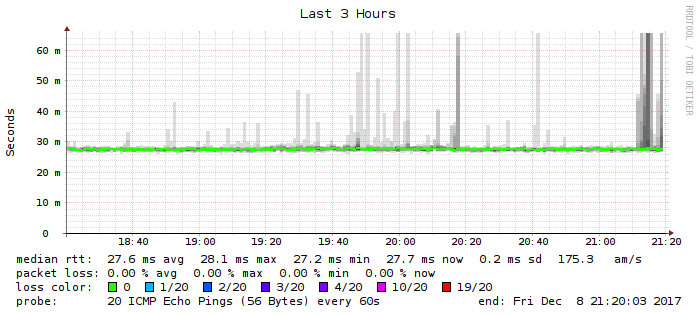 Last 3 Hours
RRDTOOL / TOBI OETIKER
Seconds
60 m
50 m
40 m
30 m
20 m
10 m
0
18:40 19:00 19:20 19:40 20:00 20:20 20:40 21:00 21:20
median rtt: 27.6 ms avg 28.1 ms max 27.2 ms min 27.7 ms now 0.2 ms sd 175.3 am/s
packet loss: 0.00 % avg 0.00 % max 0.00 % min 0.00 % now
loss color: 0 1/20 2/20 3/20 4/20 10/20 19/20
probe: 20 ICMP Echo Pings (56 Bytes) every 60s end: Fri Dec 8 21:20:03 2017